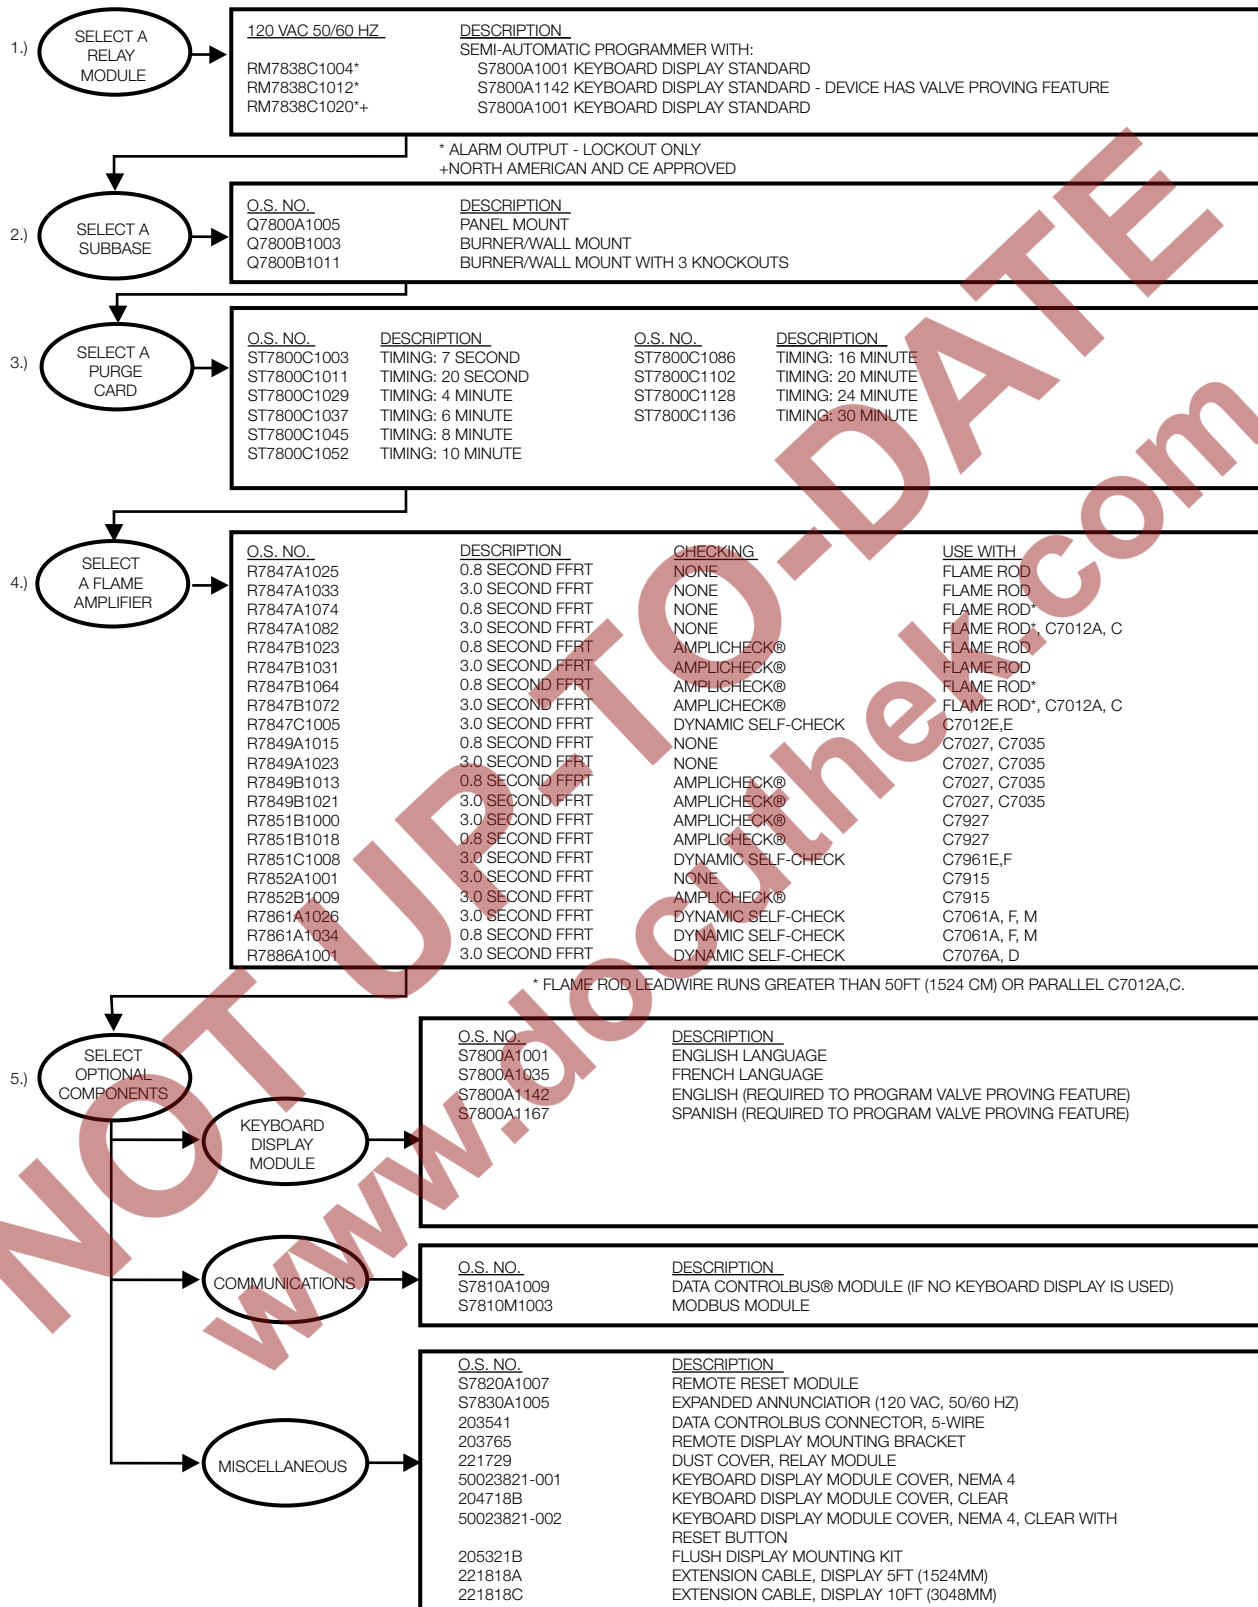 1.)
SELECT A
RELAY
MODULE
120 VAC 50/60 HZ DESCRIPTION
SEMI-AUTOMATIC PROGRAMMER WITH:
RM7838C1004* S7800A1001 KEYBOARD DISPLAY STANDARD
RM7838C1012* S7800A1142 KEYBOARD DISPLAY STANDARD - DEVICE HAS VALVE PROVING FEATURE
RM7838C1020*+ S7800A1001 KEYBOARD DISPLAY STANDARD
* ALARM OUTPUT - LOCKOUT ONLY
+NORTH AMERICAN AND CE APPROVED
2.)
SELECT A
SUBBASE
O.S. NO. DESCRIPTION
Q7800A1005 PANEL MOUNT
Q7800B1003 BURNER/WALL MOUNT
Q7800B1011 BURNER/WALL MOUNT WITH 3 KNOCKOUTS
3.)
SELECT A
PURGE
CARD
O.S. NO. DESCRIPTION O.S. NO. DESCRIPTION
ST7800C1003 TIMING: 7 SECOND ST7800C1086 TIMING: 16 MINUTE
ST7800C1011 TIMING: 20 SECOND ST7800C1102 TIMING: 20 MINUTE
ST7800C1029 TIMING: 4 MINUTE ST7800C1128 TIMING: 24 MINUTE
ST7800C1037 TIMING: 6 MINUTE ST7800C1136 TIMING: 30 MINUTE
ST7800C1045 TIMING: 8 MINUTE
ST7800C1052 TIMING: 10 MINUTE
4.)
SELECT
A FLAME
AMPLIFIER
O.S. NO. DESCRIPTION CHECKING USE WITH
R7847A1025 0.8 SECOND FFRT NONE FLAME ROD
R7847A1033 3.0 SECOND FFRT NONE FLAME ROD
R7847A1074 0.8 SECOND FFRT NONE FLAME ROD*
R7847A1082 3.0 SECOND FFRT NONE FLAME ROD*, C7012A, C
R7847B1023 0.8 SECOND FFRT AMPLICHECK® FLAME ROD
R7847B1031 3.0 SECOND FFRT AMPLICHECK® FLAME ROD
R7847B1064 0.8 SECOND FFRT AMPLICHECK® FLAME ROD*
R7847B1072 3.0 SECOND FFRT AMPLICHECK® FLAME ROD*, C7012A, C
R7847C1005 3.0 SECOND FFRT DYNAMIC SELF-CHECK C7012E,E
R7849A1015 0.8 SECOND FFRT NONE C7027, C7035
R7849A1023 3.0 SECOND FFRT NONE C7027, C7035
R7849B1013 0.8 SECOND FFRT AMPLICHECK® C7027, C7035
R7849B1021 3.0 SECOND FFRT AMPLICHECK® C7027, C7035
R7851B1000 3.0 SECOND FFRT AMPLICHECK® C7927
R7851B1018 0.8 SECOND FFRT AMPLICHECK® C7927
R7851C1008 3.0 SECOND FFRT DYNAMIC SELF-CHECK C7961E,F
R7852A1001 3.0 SECOND FFRT NONE C7915
R7852B1009 3.0 SECOND FFRT AMPLICHECK® C7915
R7861A1026 3.0 SECOND FFRT DYNAMIC SELF-CHECK C7061A, F, M
R7861A1034 0.8 SECOND FFRT DYNAMIC SELF-CHECK C7061A, F, M
R7886A1001 3.0 SECOND FFRT DYNAMIC SELF-CHECK C7076A, D
* FLAME ROD LEADWIRE RUNS GREATER THAN 50FT (1524 CM) OR PARALLEL C7012A,C.
5.)
SELECT
OPTIONAL
COMPONENTS
KEYBOARD
DISPLAY
MODULE
O.S. NO. DESCRIPTION
S7800A1001 ENGLISH LANGUAGE
S7800A1035 FRENCH LANGUAGE
S7800A1142 ENGLISH (REQUIRED TO PROGRAM VALVE PROVING FEATURE)
S7800A1167 SPANISH (REQUIRED TO PROGRAM VALVE PROVING FEATURE)
COMMUNICATIONS
O.S. NO. DESCRIPTION
S7810A1009 DATA CONTROLBUS® MODULE (IF NO KEYBOARD DISPLAY IS USED)
S7810M1003 MODBUS MODULE
MISCELLANEOUS
O.S. NO. DESCRIPTION
S7820A1007 REMOTE RESET MODULE
S7830A1005 EXPANDED ANNUNCIATIOR (120 VAC, 50/60 HZ)
203541 DATA CONTROLBUS CONNECTOR, 5-WIRE
203765 REMOTE DISPLAY MOUNTING BRACKET
221729 DUST COVER, RELAY MODULE
50023821-001 KEYBOARD DISPLAY MODULE COVER, NEMA 4
204718B KEYBOARD DISPLAY MODULE COVER, CLEAR
50023821-002 KEYBOARD DISPLAY MODULE COVER, NEMA 4, CLEAR WITH
RESET BUTTON
205321B FLUSH DISPLAY MOUNTING KIT
221818A EXTENSION CABLE, DISPLAY 5FT (1524MM)
221818C EXTENSION CABLE, DISPLAY 10FT (3048MM)
NOT UP-TO-DATE
www.docuthek.com